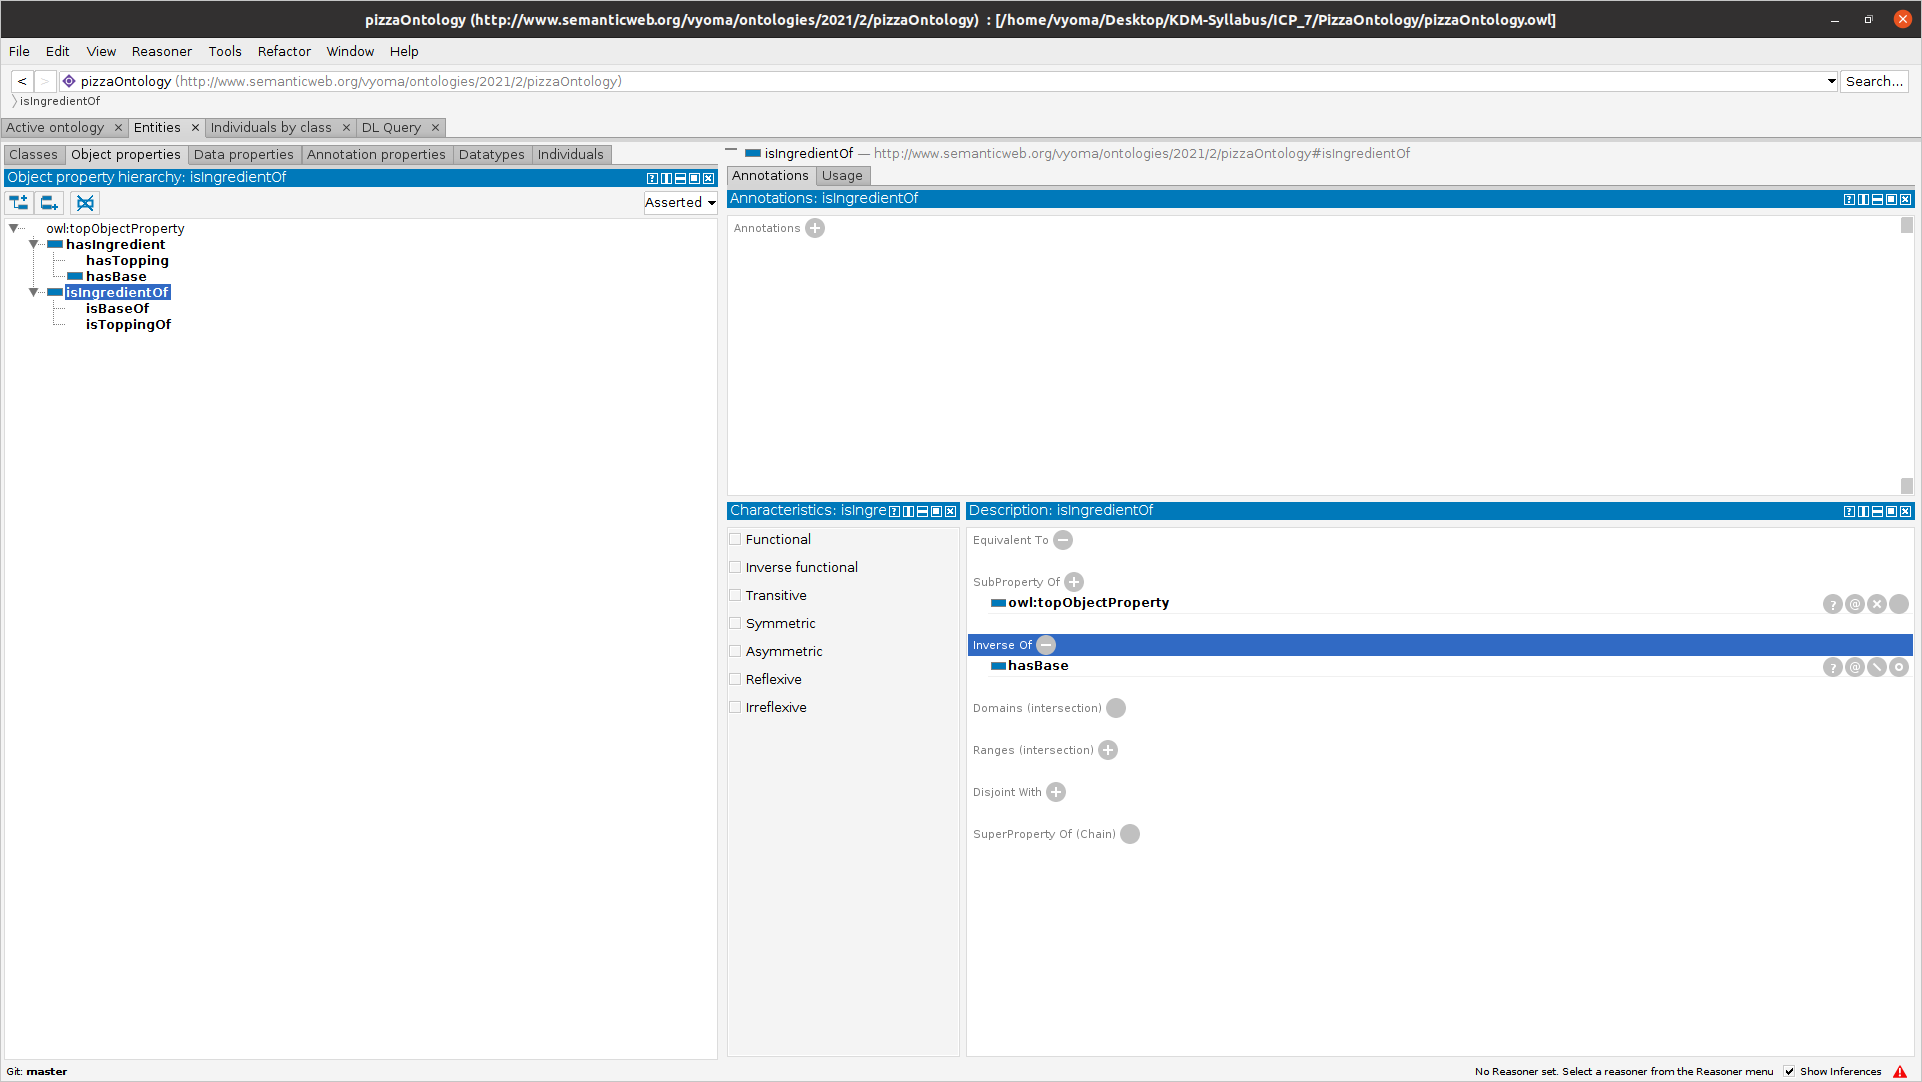 pizzaOntology (http://www.semanticweb.org/vyoma/ontologies/2021/2/pizzaOntology) : [/home/vyoma/Desktop/KDM-Syllabus/ICP_7/PizzaOntology/pizzaOntology.owl]
File Edit View Reasoner Tools Refactor Window Help
< > pizzaOntology (http://www.semanticweb.org/vyoma/ontologies/2021/2/pizzaOntology) Search...
isIngredientOf
Active ontology × Entities × Individuals by class × DL Query ×
Classes Object properties Data properties Annotation properties Datatypes Individuals
Object property hierarchy: isIngredientOf
Asserted
owl:topObjectProperty
hasIngredient
hasTopping
hasBase
isIngredientOf
isBaseOf
isToppingOf
isIngredientOf — http://www.semanticweb.org/vyoma/ontologies/2021/2/pizzaOntology#isIngredientOf
Annotations Usage
Annotations: isIngredientOf
Annotations
Characteristics: isIngre
Functional
Inverse functional
Transitive
Symmetric
Asymmetric
Reflexive
Irreflexive
Description: isIngredientOf
Equivalent To
SubProperty Of
owl:topObjectProperty
Inverse Of
hasBase
Domains (intersection)
Ranges (intersection)
Disjoint With
SuperProperty Of (Chain)
Git: master
No Reasoner set. Select a reasoner from the Reasoner menu Show Inferences